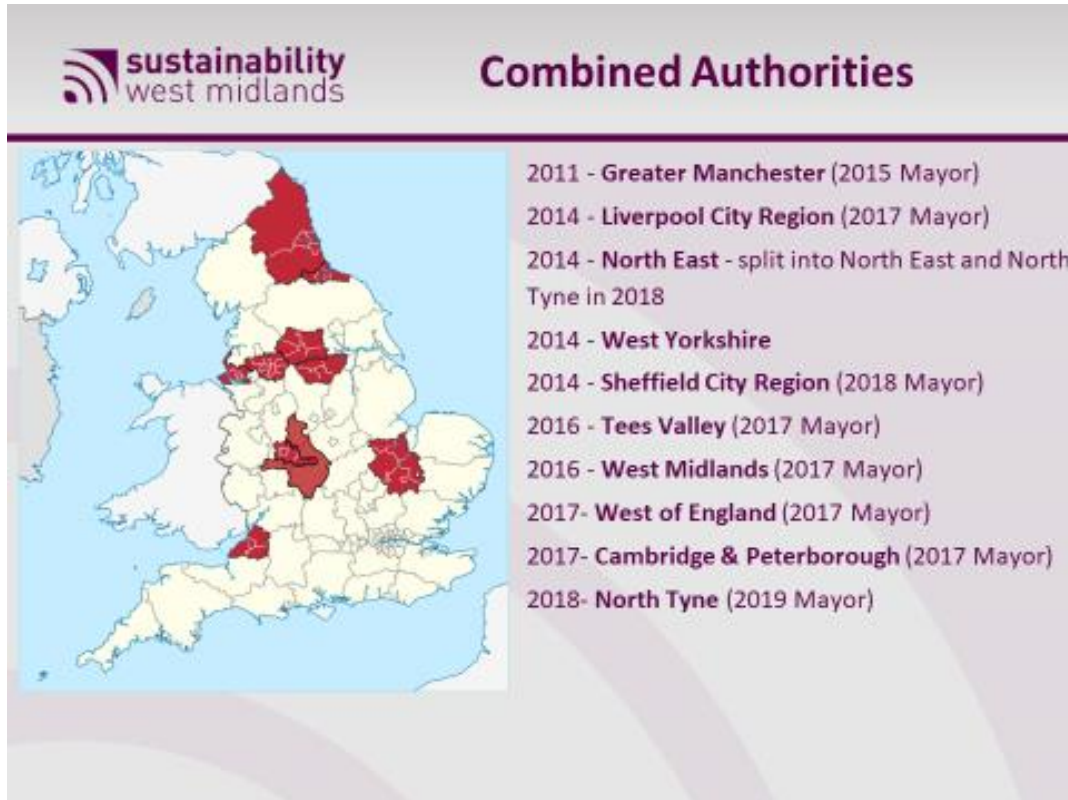 sustainability
west midlands
Combined Authorities
2011 - Greater Manchester (2015 Mayor)
2014 - Liverpool City Region (2017 Mayor)
2014 - North East - split into North East and North
Tyne in 2018
2014 - West Yorkshire
2014 - Sheffield City Region (2018 Mayor)
2016 - Tees Valley (2017 Mayor)
2016 - West Midlands (2017 Mayor)
2017- West of England (2017 Mayor)
2017- Cambridge & Peterborough (2017 Mayor)
2018- North Tyne (2019 Mayor)